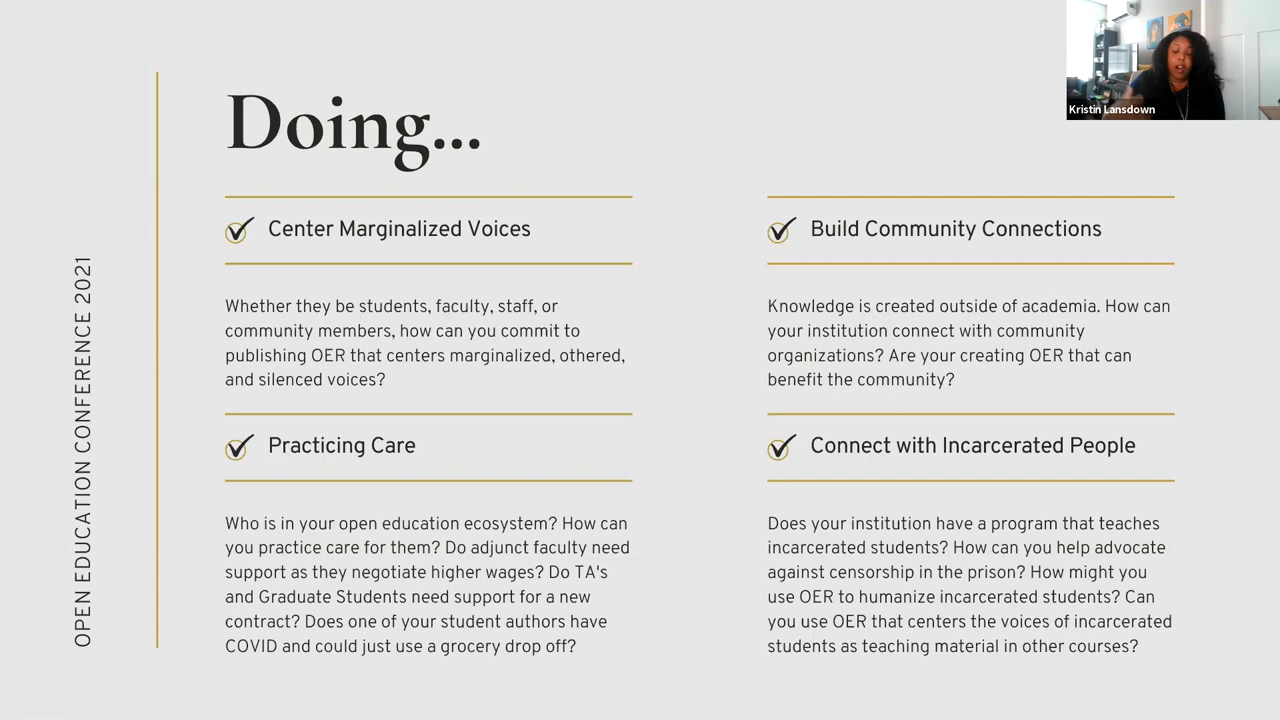 Kristin Lansdown
OPEN EDUCATION CONFERENCE 2021
Doing...
Center Marginalized Voices
Whether they be students, faculty, staff, or
community members, how can you commit to
publishing OER that centers marginalized, othered,
and silenced voices?
Practicing Care
Who is in your open education ecosystem? How can
you practice care for them? Do adjunct faculty need
support as they negotiate higher wages? Do TA's
and Graduate Students need support for a new
contract? Does one of your student authors have
COVID and could just use a grocery drop off?
Build Community Connections
Knowledge is created outside of academia. How can
your institution connect with community
organizations? Are your creating OER that can
benefit the community?
Connect with Incarcerated People
Does your institution have a program that teaches
incarcerated students? How can you help advocate
against censorship in the prison? How might you
use OER to humanize incarcerated students? Can
you use OER that centers the voices of incarcerated
students as teaching material in other courses?